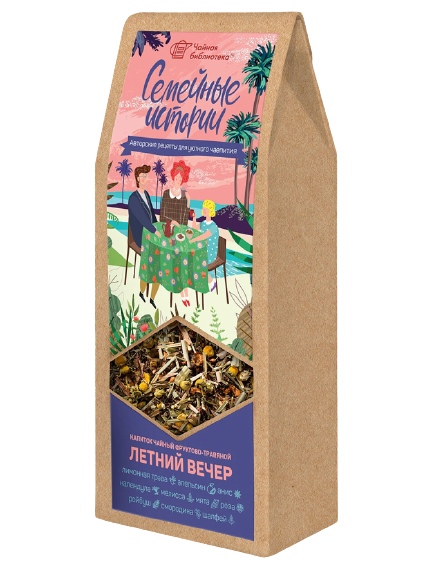 Чайная
библиотека
Семейные
истории
Авторские рецепты для уютного чаепития
НАПИТОК ЧАЙНЫЙ ФРУКТОВО-ТРАВЯНОЙ
ЛЕТНИЙ ВЕЧЕР
лимонная трава апельсин анис
календула мелисса мята роза
ройбуш смородина шалфей